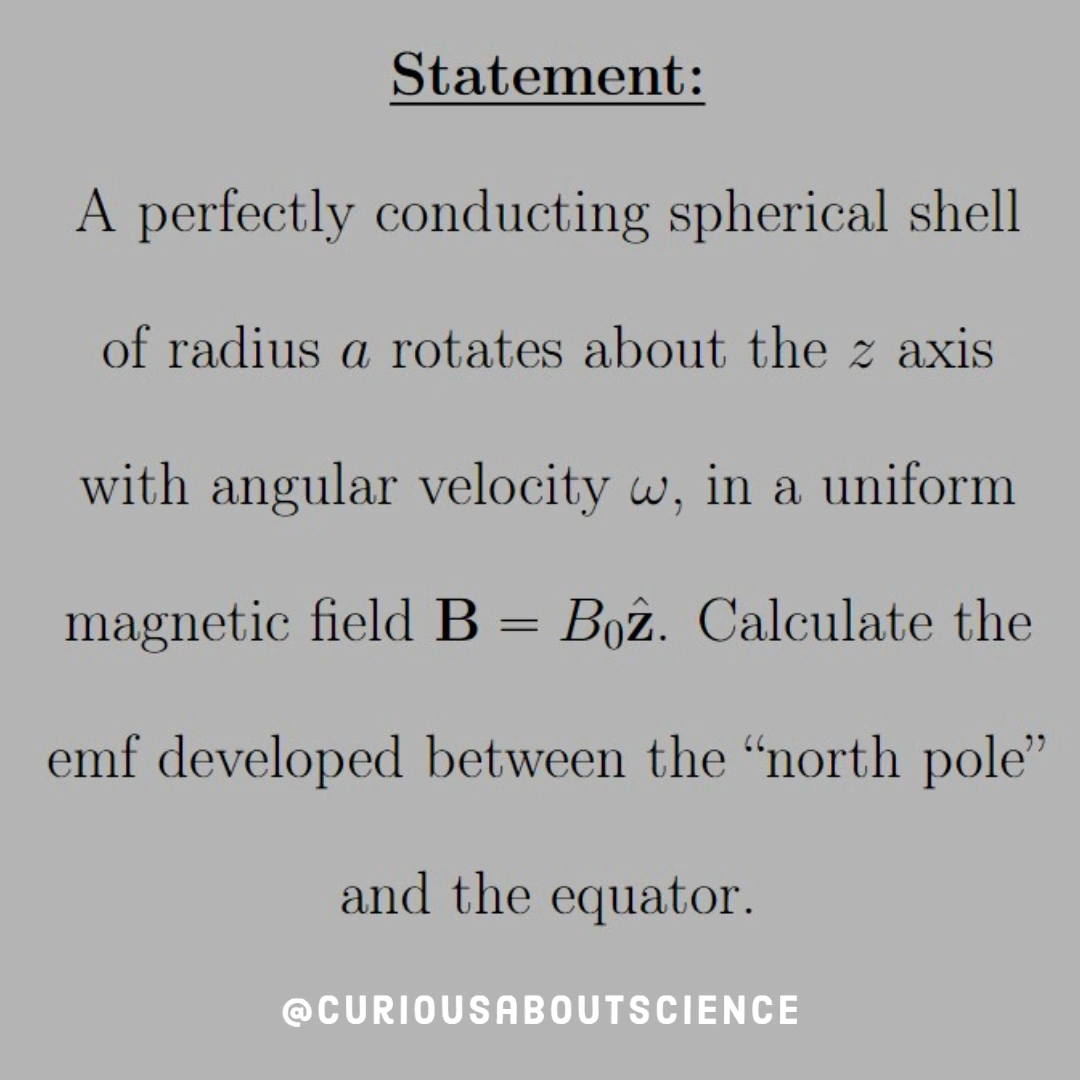 Statement:
A perfectly conducting spherical shell
of radius a rotates about the z axis
with angular velocity ω, in a uniform
magnetic field B = B₀ẑ. Calculate the
emf developed between the “north pole”
and the equator.
@CURIOUSABOUTSCIENCE